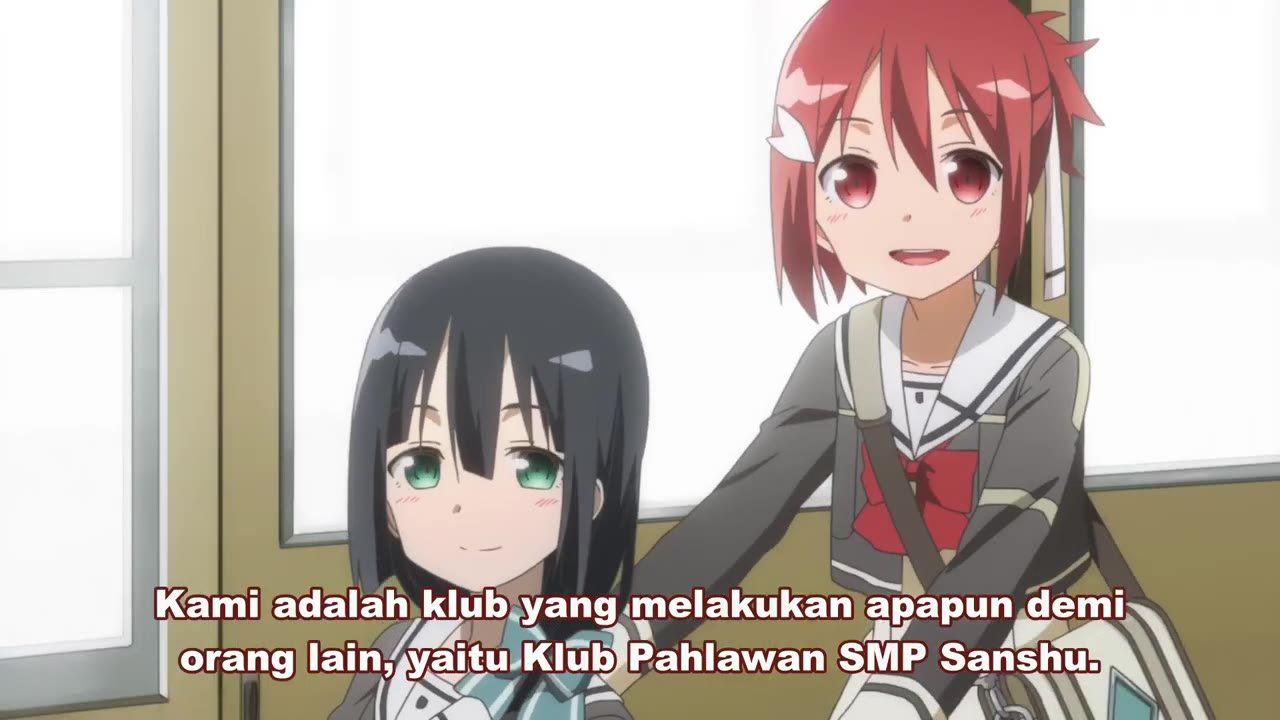 Kami adalah klub yang melakukan apapun demi
orang lain, yaitu Klub Pahlawan SMP Sanshu.